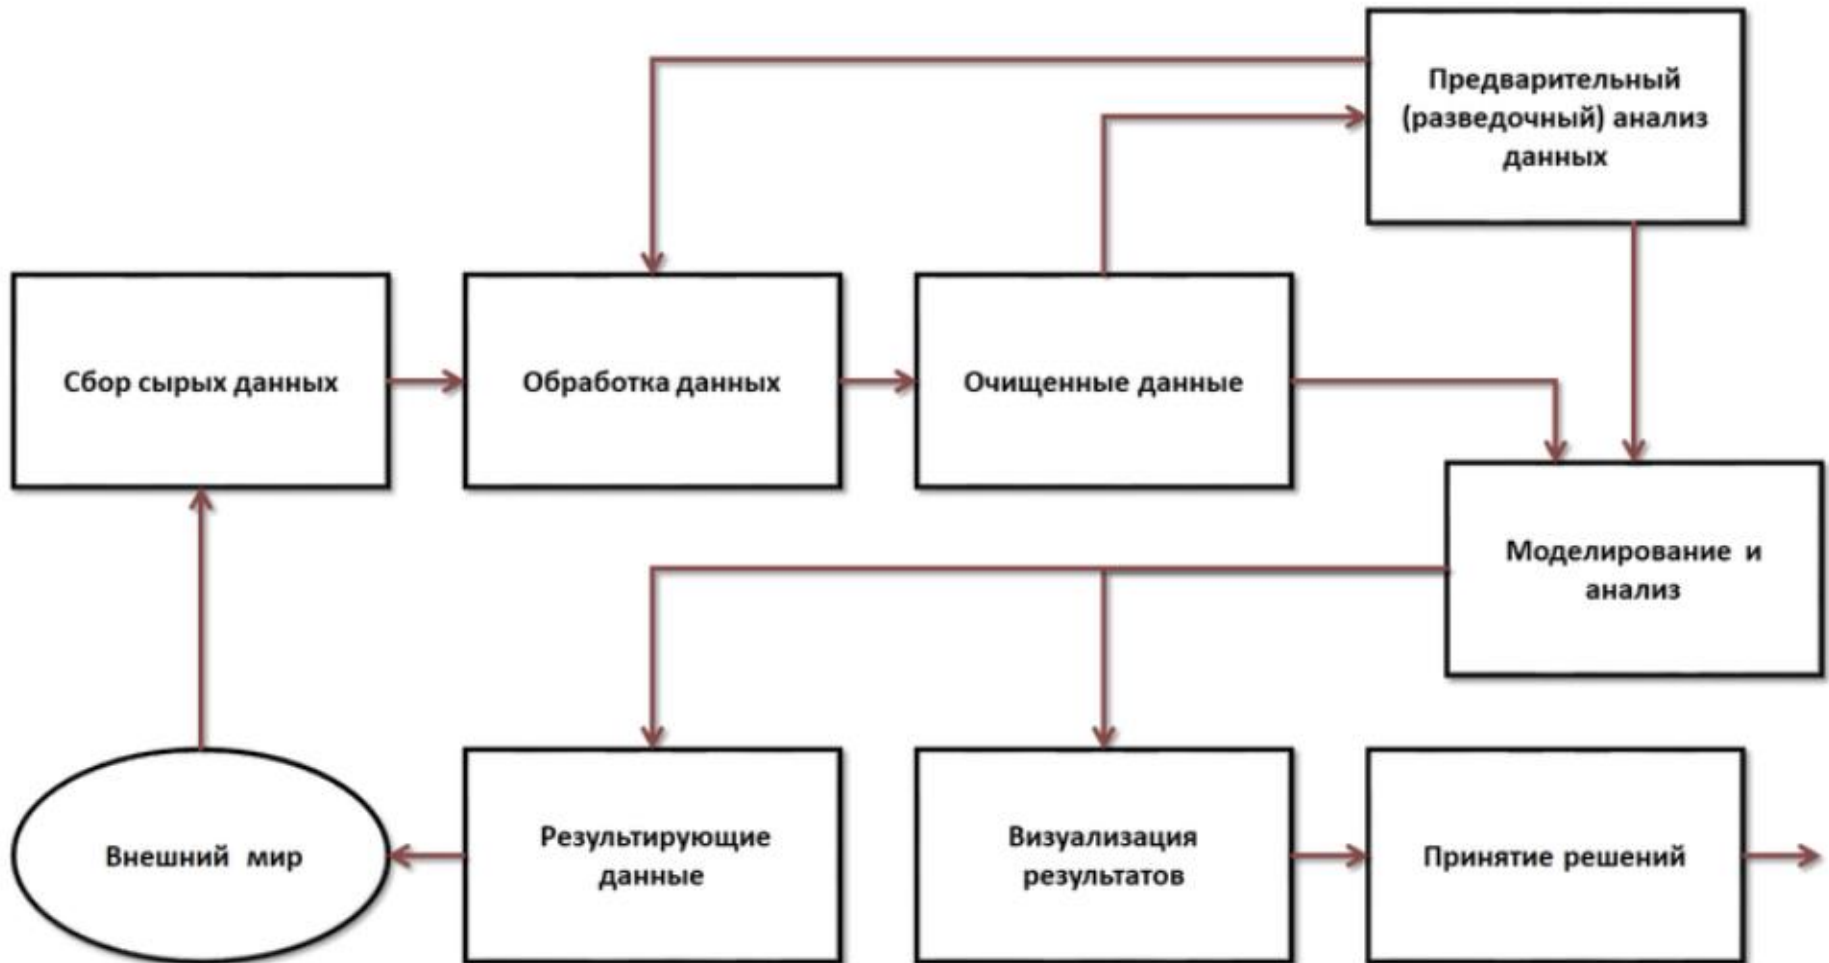 Предварительный
(разведочный) анализ
данных
Сбор сырых данных
Обработка данных
Очищенные данные
Моделирование и
анализ
Внешний мир
Результирующие
данные
Визуализация
результатов
Принятие решений